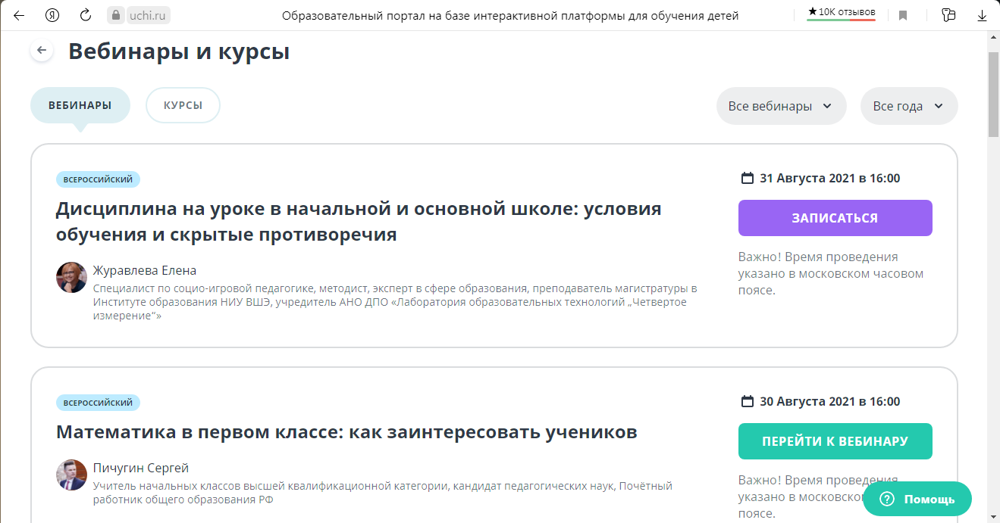 Я uchi.ru Образовательный портал на базе интерактивной платформы для обучения детей ★ 10K отзывов
Вебинары и курсы
ВЕБИНАРЫ КУРСЫ Все вебинары Все года
ВСЕРОССИЙСКИЙ
Дисциплина на уроке в начальной и основной школе: условия
обучения и скрытые противоречия
Журавлева Елена
Специалист по социо-игровой педагогике, методист, эксперт в сфере образования, преподаватель магистратуры в
Институте образования НИУ ВШЭ, учредитель АНО ДПО «Лаборатория образовательных технологий „Четвертое
измерение“»
31 Августа 2021 в 16:00
ЗАПИСАТЬСЯ
Важно! Время проведения
указано в московском часовом
поясе.
ВСЕРОССИЙСКИЙ
Математика в первом классе: как заинтересовать учеников
Пичугин Сергей
Учитель начальных классов высшей квалификационной категории, кандидат педагогических наук, Почётный
работник общего образования РФ
30 Августа 2021 в 16:00
ПЕРЕЙТИ К ВЕБИНАРУ
Важно! Время проведения
указано в московско
поясе.
? Помощь